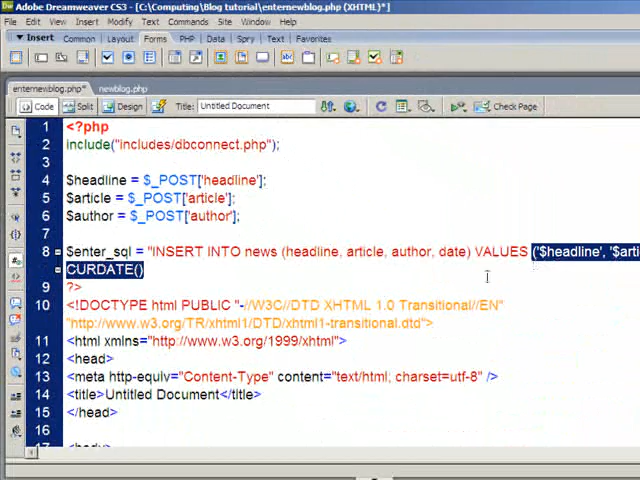 Adobe Dreamweaver CS3 - [C:\Computing\Blog tutorial\enternewblog.php (XHTML)*]
File Edit View Insert Modify Text Commands Site Window Help
Insert Common Layout Forms PHP Data Spry Text Favorites
enternewblog.php* newblog.php
Code Split Design Title: Untitled Document Check Page
1 <?php
2 include("includes/dbconnect.php");
3
4 $headline = $_POST['headline'];
5 $article = $_POST['article'];
6 $author = $_POST['author'];
7
8 $enter_sql = "INSERT INTO news (headline, article, author, date) VALUES ('$headline', '$artic
CURDATE()
9 ?>
10 <!DOCTYPE html PUBLIC "-//W3C//DTD XHTML 1.0 Transitional//EN"
"http://www.w3.org/TR/xhtml1/DTD/xhtml1-transitional.dtd">
11 <html xmlns="http://www.w3.org/1999/xhtml">
12 <head>
13 <meta http-equiv="Content-Type" content="text/html; charset=utf-8" />
14 <title>Untitled Document</title>
15 </head>
16
17 <body>